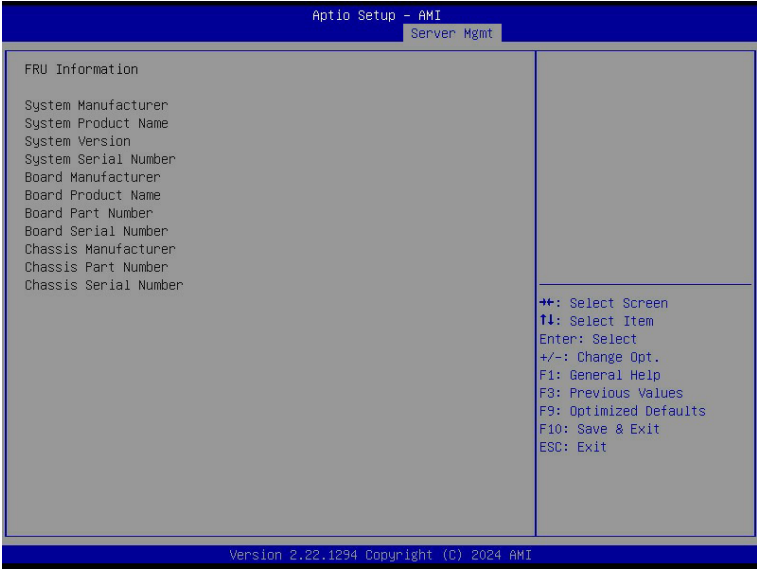 Aptio Setup – AMI
Server Mgmt
FRU Information
System Manufacturer
System Product Name
System Version
System Serial Number
Board Manufacturer
Board Product Name
Board Part Number
Board Serial Number
Chassis Manufacturer
Chassis Part Number
Chassis Serial Number
→←: Select Screen
↑↓: Select Item
Enter: Select
+/-: Change Opt.
F1: General Help
F3: Previous Values
F9: Optimized Defaults
F10: Save & Exit
ESC: Exit
Version 2.22.1294 Copyright (C) 2024 AMI